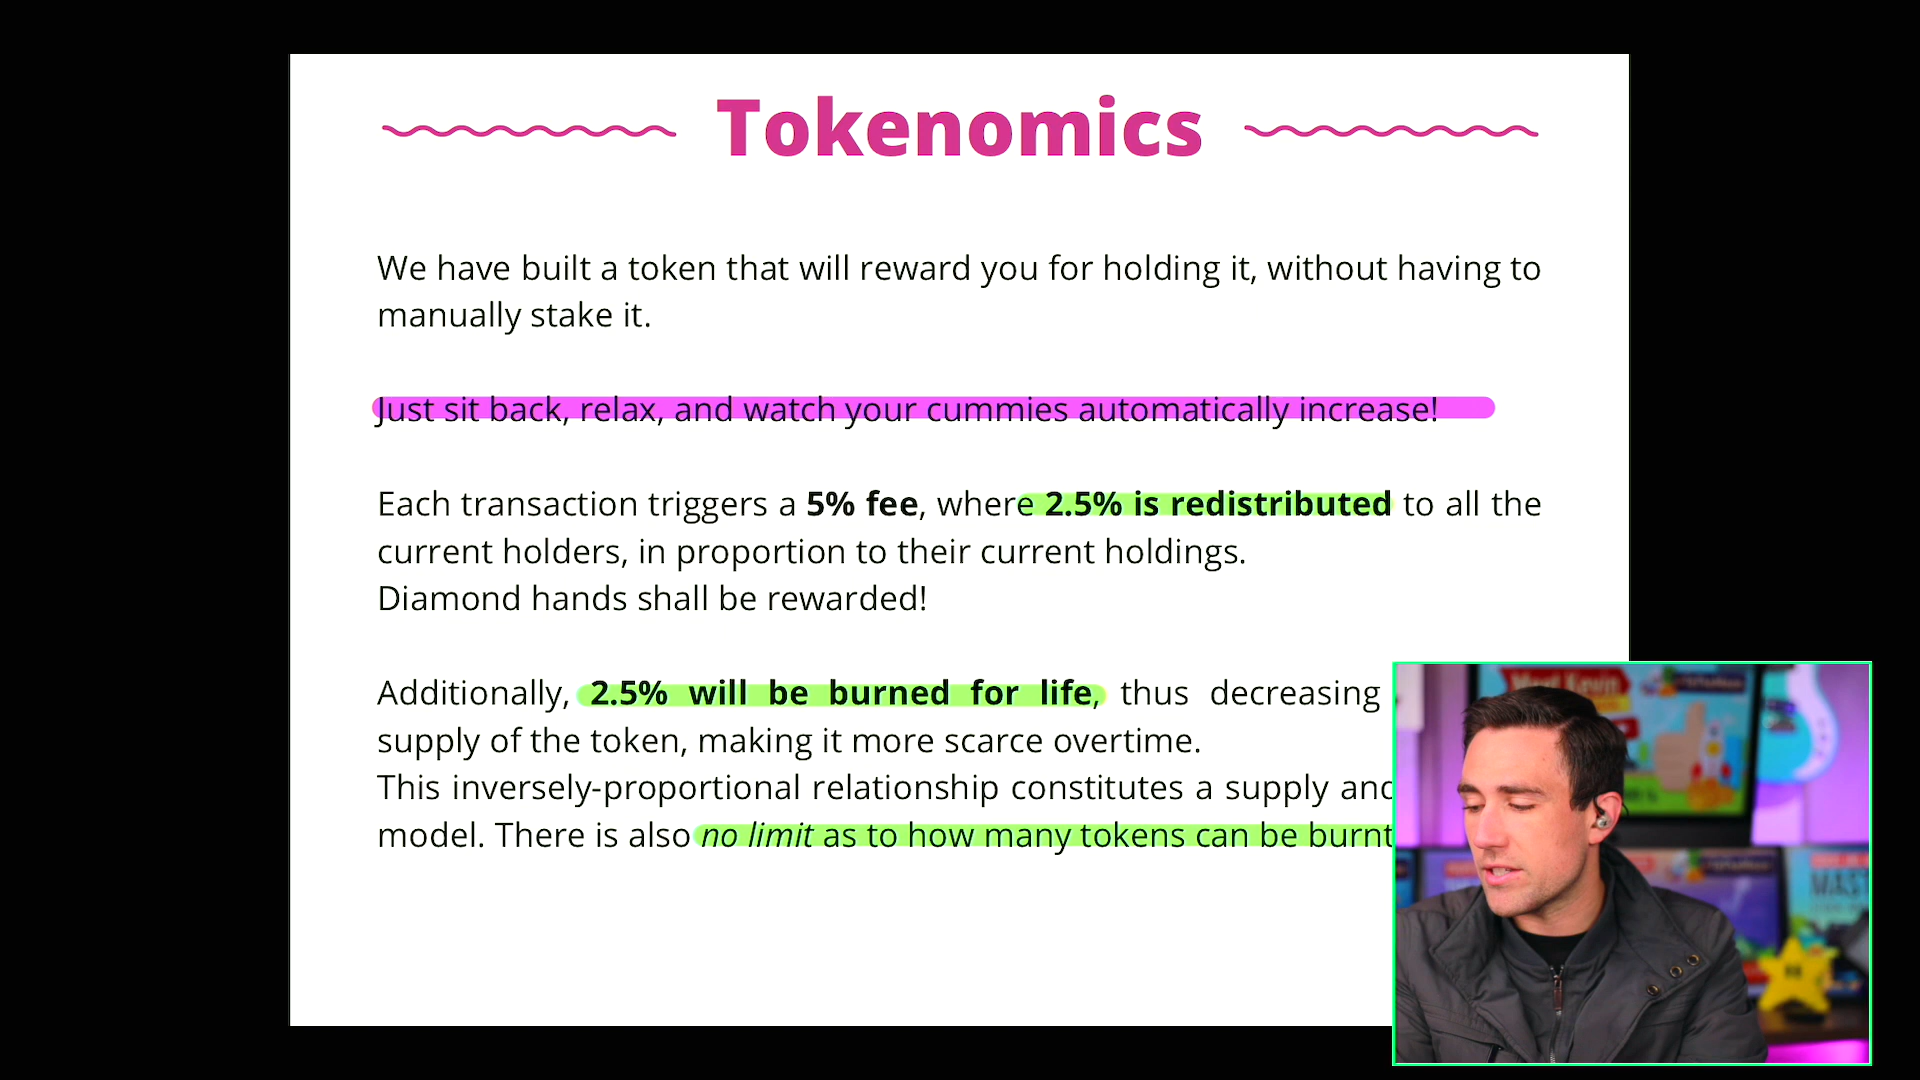 Tokenomics
We have built a token that will reward you for holding it, without having to
manually stake it.
Just sit back, relax, and watch your cummies automatically increase!
Each transaction triggers a 5% fee, where 2.5% is redistributed to all the
current holders, in proportion to their current holdings.
Diamond hands shall be rewarded!
Additionally, 2.5% will be burned for life, thus decreasing
supply of the token, making it more scarce overtime.
This inversely-proportional relationship constitutes a supply and
model. There is also no limit as to how many tokens can be burnt
Meet Kevin